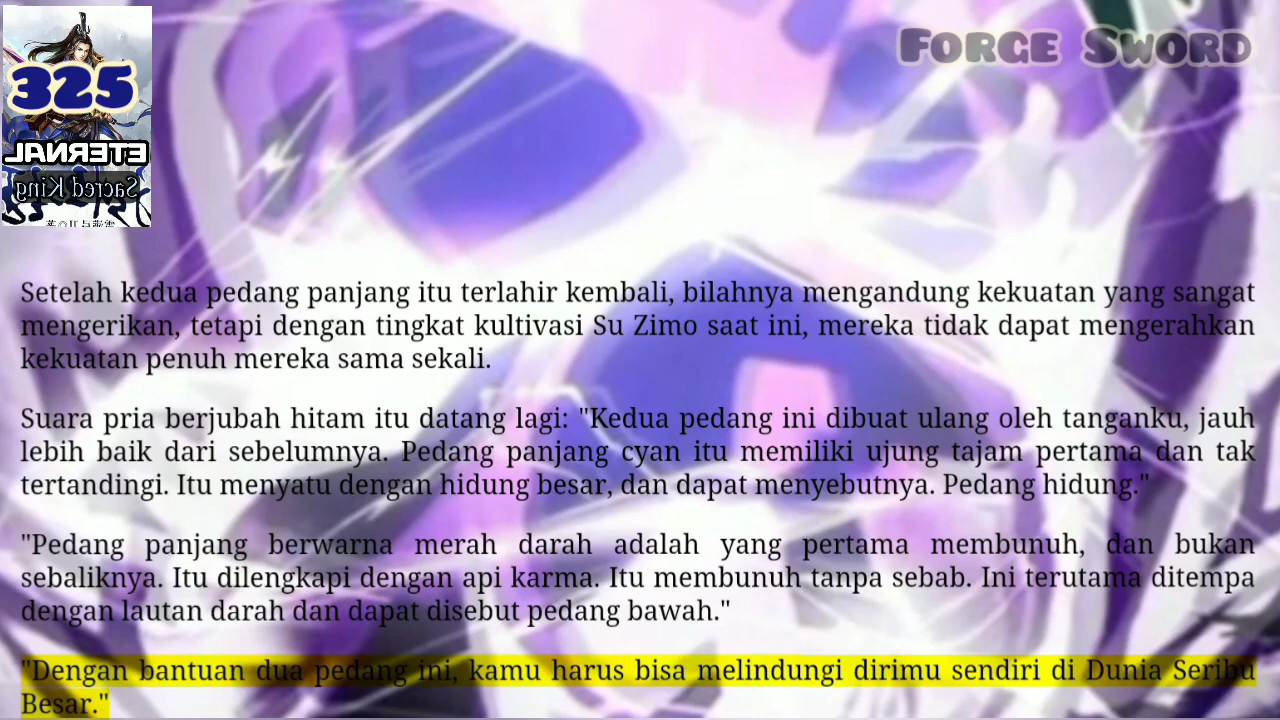 FORGE SWORD
325
ETERNAL
Sacred King
Setelah kedua pedang panjang itu terlahir kembali, bilahnya mengandung kekuatan yang sangat
mengerikan, tetapi dengan tingkat kultivasi Su Zimo saat ini, mereka tidak dapat mengerahkan
kekuatan penuh mereka sama sekali.
Suara pria berjubah hitam itu datang lagi: "Kedua pedang ini dibuat ulang oleh tanganku, jauh
lebih baik dari sebelumnya. Pedang panjang cyan itu memiliki ujung tajam pertama dan tak
tertandingi. Itu menyatu dengan hidung besar, dan dapat menyebutnya. Pedang hidung."
"Pedang panjang berwarna merah darah adalah yang pertama membunuh, dan bukan
sebaliknya. Itu dilengkapi dengan api karma. Itu membunuh tanpa sebab. Ini terutama ditempa
dengan lautan darah dan dapat disebut pedang bawah."
"Dengan bantuan dua pedang ini, kamu harus bisa melindungi dirimu sendiri di Dunia Seribu
Besar."